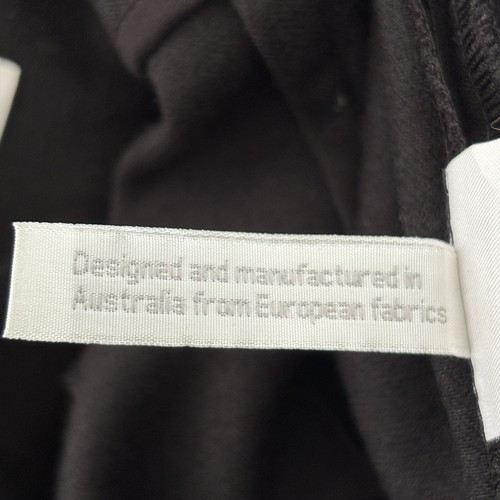 Designed and manufactured in
Australia from European fabrics